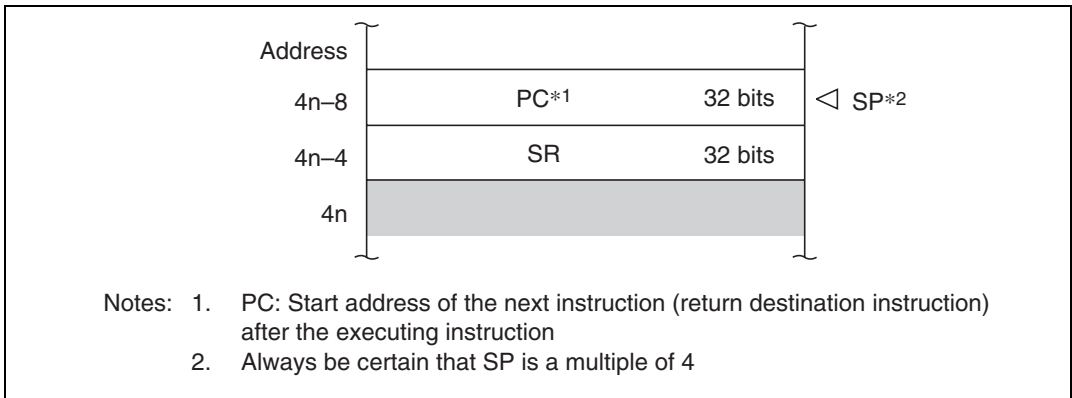 Address
4n–8 PC*1 32 bits SP*2
4n–4 SR 32 bits
4n
Notes: 1. PC: Start address of the next instruction (return destination instruction)
after the executing instruction
2. Always be certain that SP is a multiple of 4